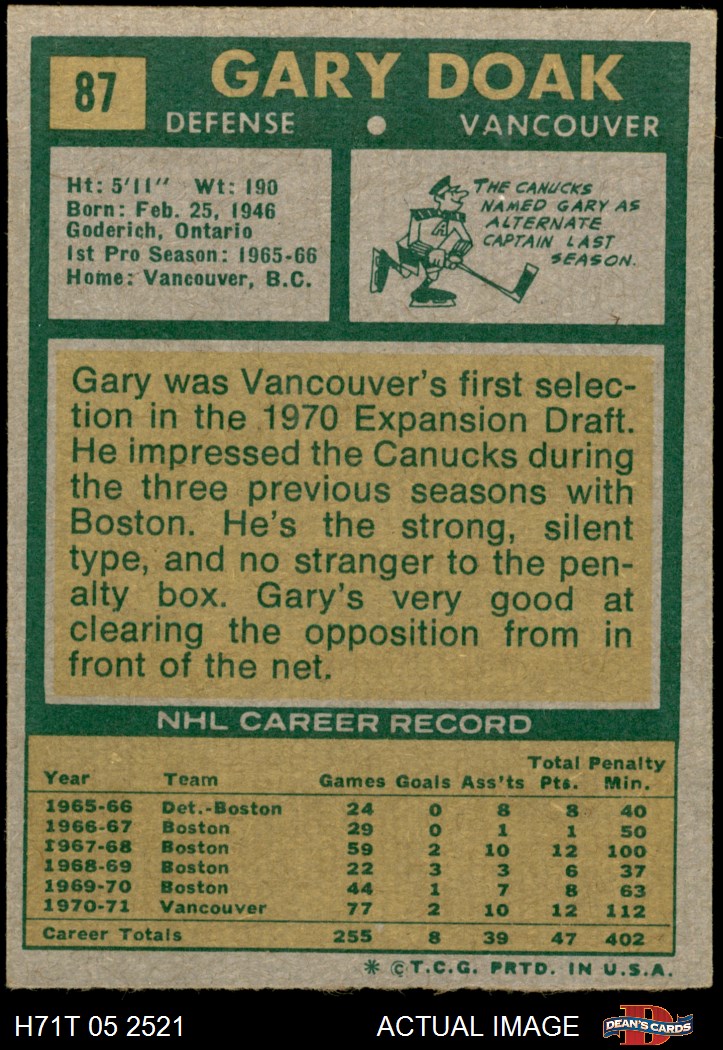 87
GARY DOAK
DEFENSE • VANCOUVER
Ht: 5'11" Wt: 190
Born: Feb. 25, 1946
Goderich, Ontario
1st Pro Season: 1965-66
Home: Vancouver, B.C.
THE CANUCKS
NAMED GARY AS
ALTERNATE
CAPTAIN LAST
SEASON.
A
Gary was Vancouver's first selec-
tion in the 1970 Expansion Draft.
He impressed the Canucks during
the three previous seasons with
Boston. He's the strong, silent
type, and no stranger to the pen-
alty box. Gary's very good at
clearing the opposition from in
front of the net.
NHL CAREER RECORD
Year Team Games Goals Ass'ts Total Pts. Penalty Min.
1965-66 Det.-Boston 24 0 8 8 40
1966-67 Boston 29 0 1 1 50
1967-68 Boston 59 2 10 12 100
1968-69 Boston 22 3 3 6 37
1969-70 Boston 44 1 7 8 63
1970-71 Vancouver 77 2 10 12 112
Career Totals 255 8 39 47 402
* © T.C.G. PRTD. IN U.S.A.
H71T 05 2521 ACTUAL IMAGE
D
DEAN'S CARDS